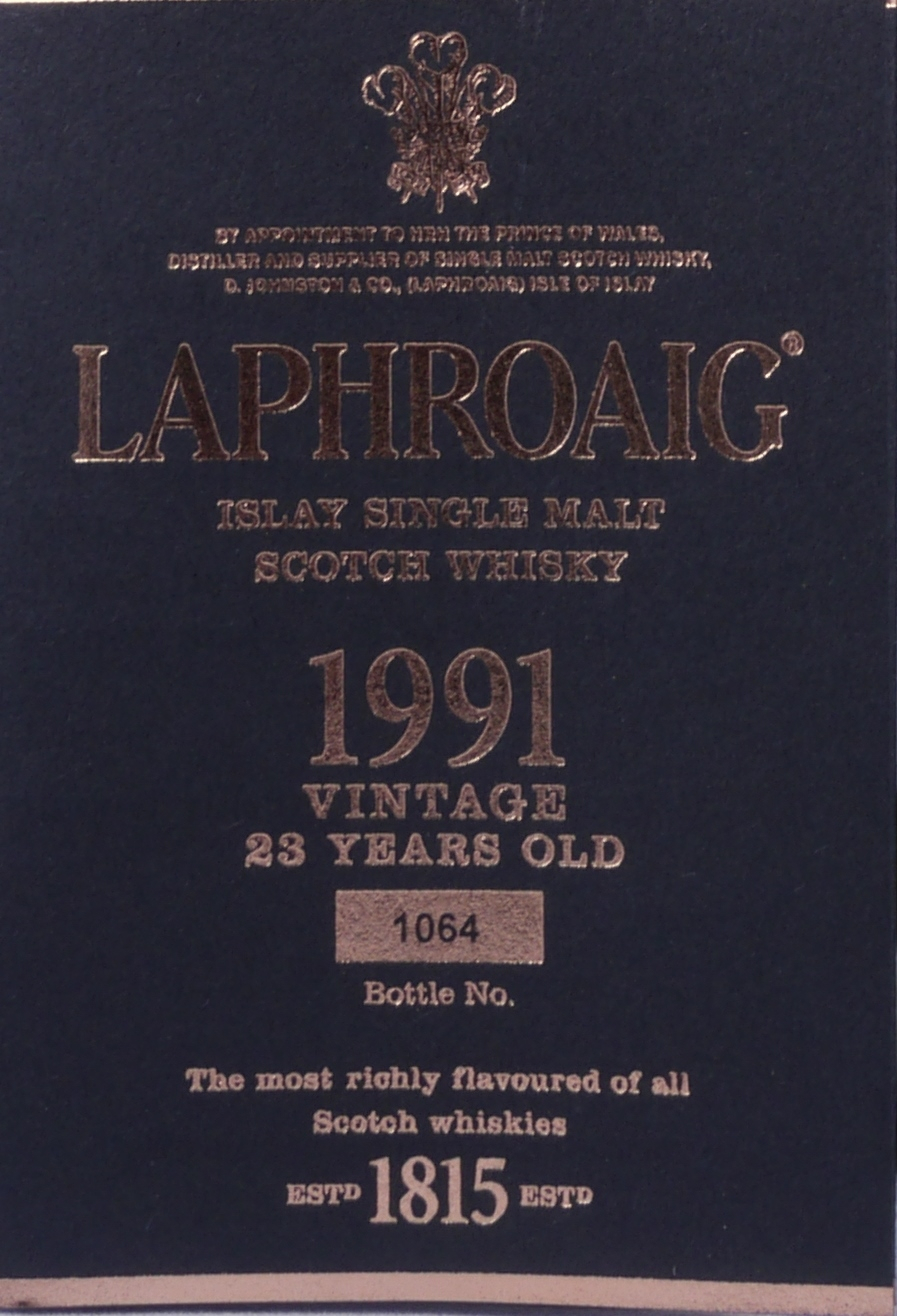 BY APPOINTMENT TO HRH THE PRINCE OF WALES,
DISTILLER AND SUPPLIER OF SINGLE MALT SCOTCH WHISKY,
D. JOHNSTON & CO., (LAPHROAIG) ISLE OF ISLAY
LAPHROAIG®
ISLAY SINGLE MALT
SCOTCH WHISKY
1991
VINTAGE
23 YEARS OLD
1064
Bottle No.
The most richly flavoured of all
Scotch whiskies
ESTD 1815 ESTD